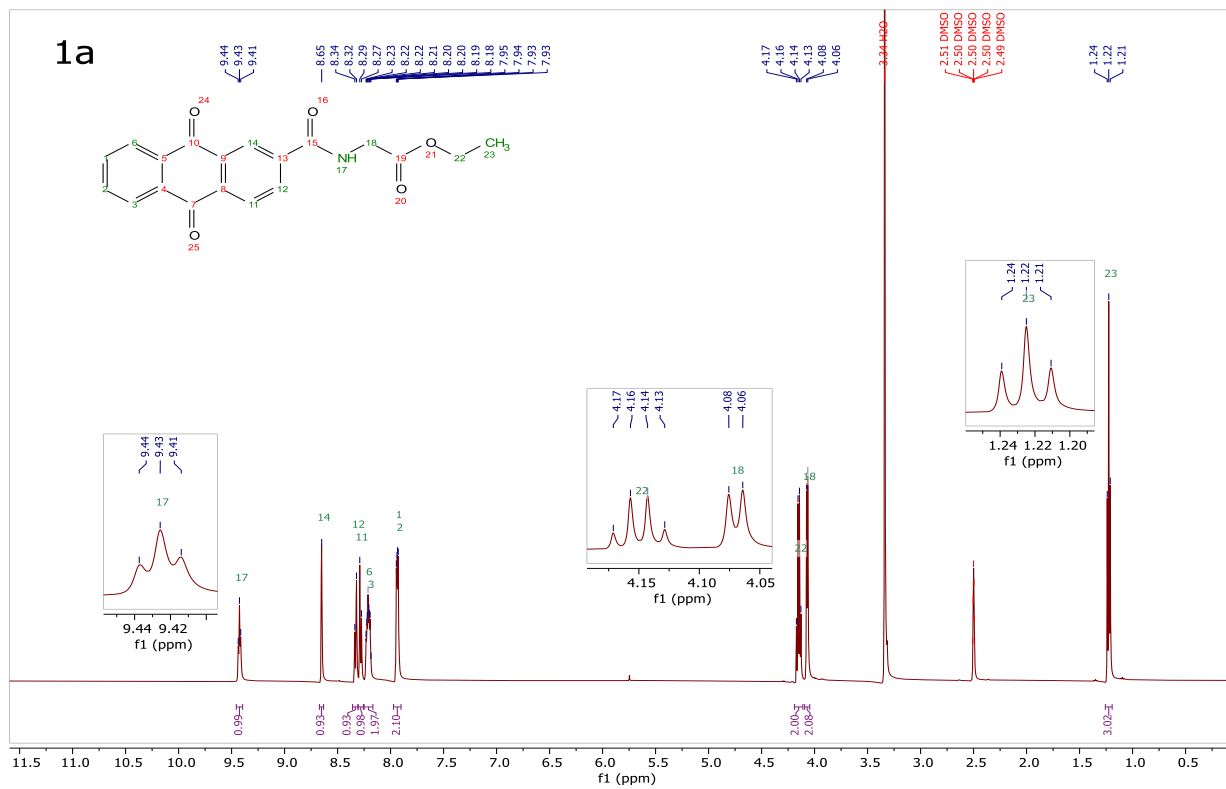 1a
9.44 9.43 9.41 8.65 8.34 8.32 8.29 8.27 8.23 8.22 8.22 8.21 8.20 8.20 8.19 8.18 7.95 7.94 7.93 7.93 4.17 4.16 4.14 4.13 4.08 4.06 3.34 H2O 2.51 DMSO 2.50 DMSO 2.50 DMSO 2.50 DMSO 2.49 DMSO 1.24 1.22 1.21
24 16
O O
6 10 14 15 18 O CH3
1 5 9 13 NH 19 21 22 23
2 4 8 12 17 O
3 7 11 20
O
25
1.24 1.22 1.21
23
1.24 1.22 1.20
f1 (ppm)
23
4.17 4.16 4.14 4.13 4.08 4.06
22 18
4.15 4.10 4.05
f1 (ppm)
9.44 9.43 9.41
17
9.44 9.42
f1 (ppm)
17 14 12 11 6 3 1 2 22 18
0.99 0.93 0.93 0.98 1.97 2.10 2.00 2.08 3.02
11.5 11.0 10.5 10.0 9.5 9.0 8.5 8.0 7.5 7.0 6.5 6.0 5.5 5.0 4.5 4.0 3.5 3.0 2.5 2.0 1.5 1.0 0.5
f1 (ppm)